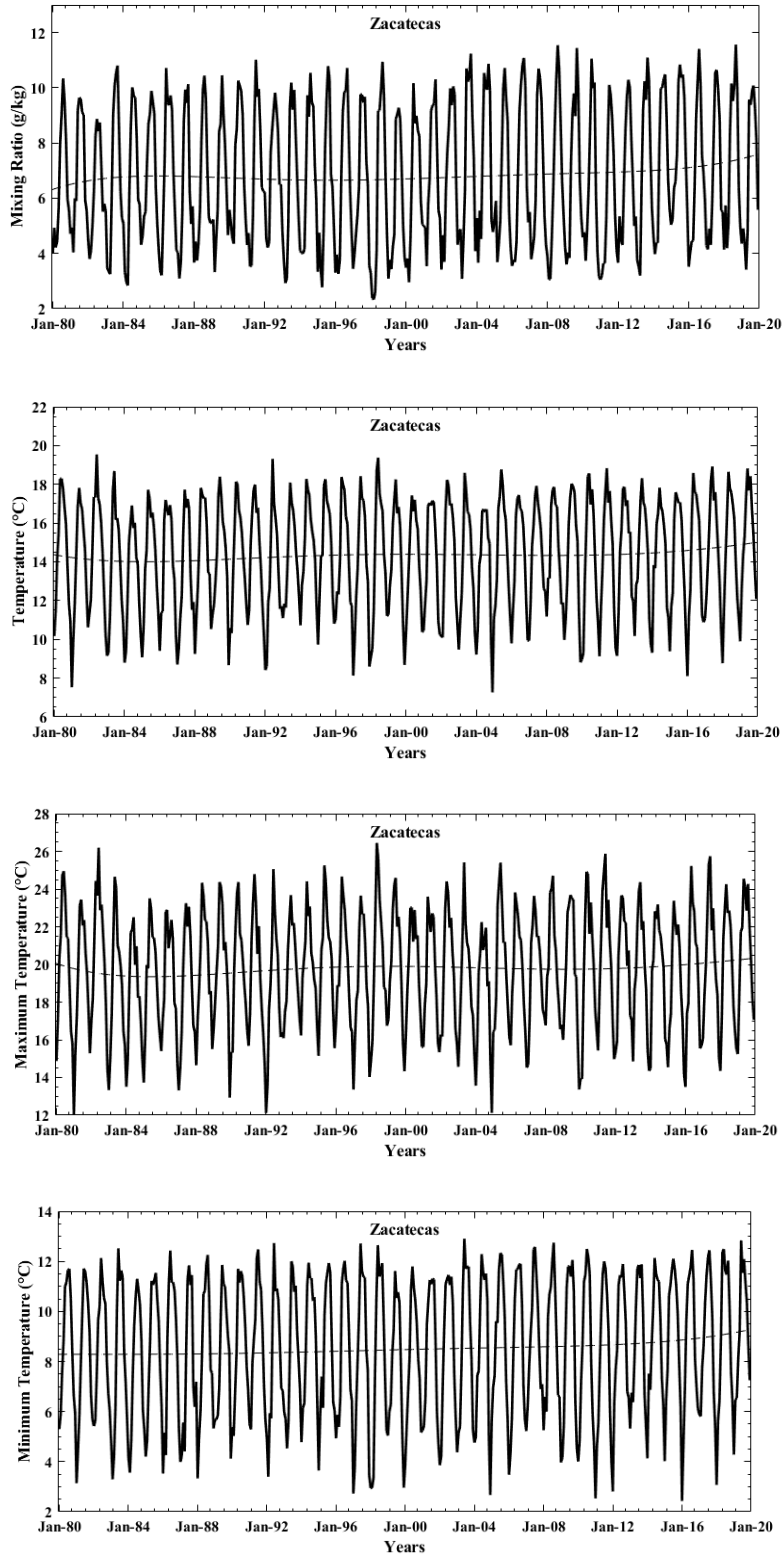 Zacatecas
Mixing Ratio (g/kg)
12
10
8
6
4
2
Jan-80 Jan-84 Jan-88 Jan-92 Jan-96 Jan-00 Jan-04 Jan-08 Jan-12 Jan-16 Jan-20
Years
Zacatecas
Temperature (°C)
22
20
18
16
14
12
10
8
6
Jan-80 Jan-84 Jan-88 Jan-92 Jan-96 Jan-00 Jan-04 Jan-08 Jan-12 Jan-16 Jan-20
Years
Zacatecas
Maximum Temperature (°C)
28
26
24
22
20
18
16
14
12
Jan-80 Jan-84 Jan-88 Jan-92 Jan-96 Jan-00 Jan-04 Jan-08 Jan-12 Jan-16 Jan-20
Years
Zacatecas
Minimum Temperature (°C)
14
12
10
8
6
4
2
Jan-80 Jan-84 Jan-88 Jan-92 Jan-96 Jan-00 Jan-04 Jan-08 Jan-12 Jan-16 Jan-20
Years